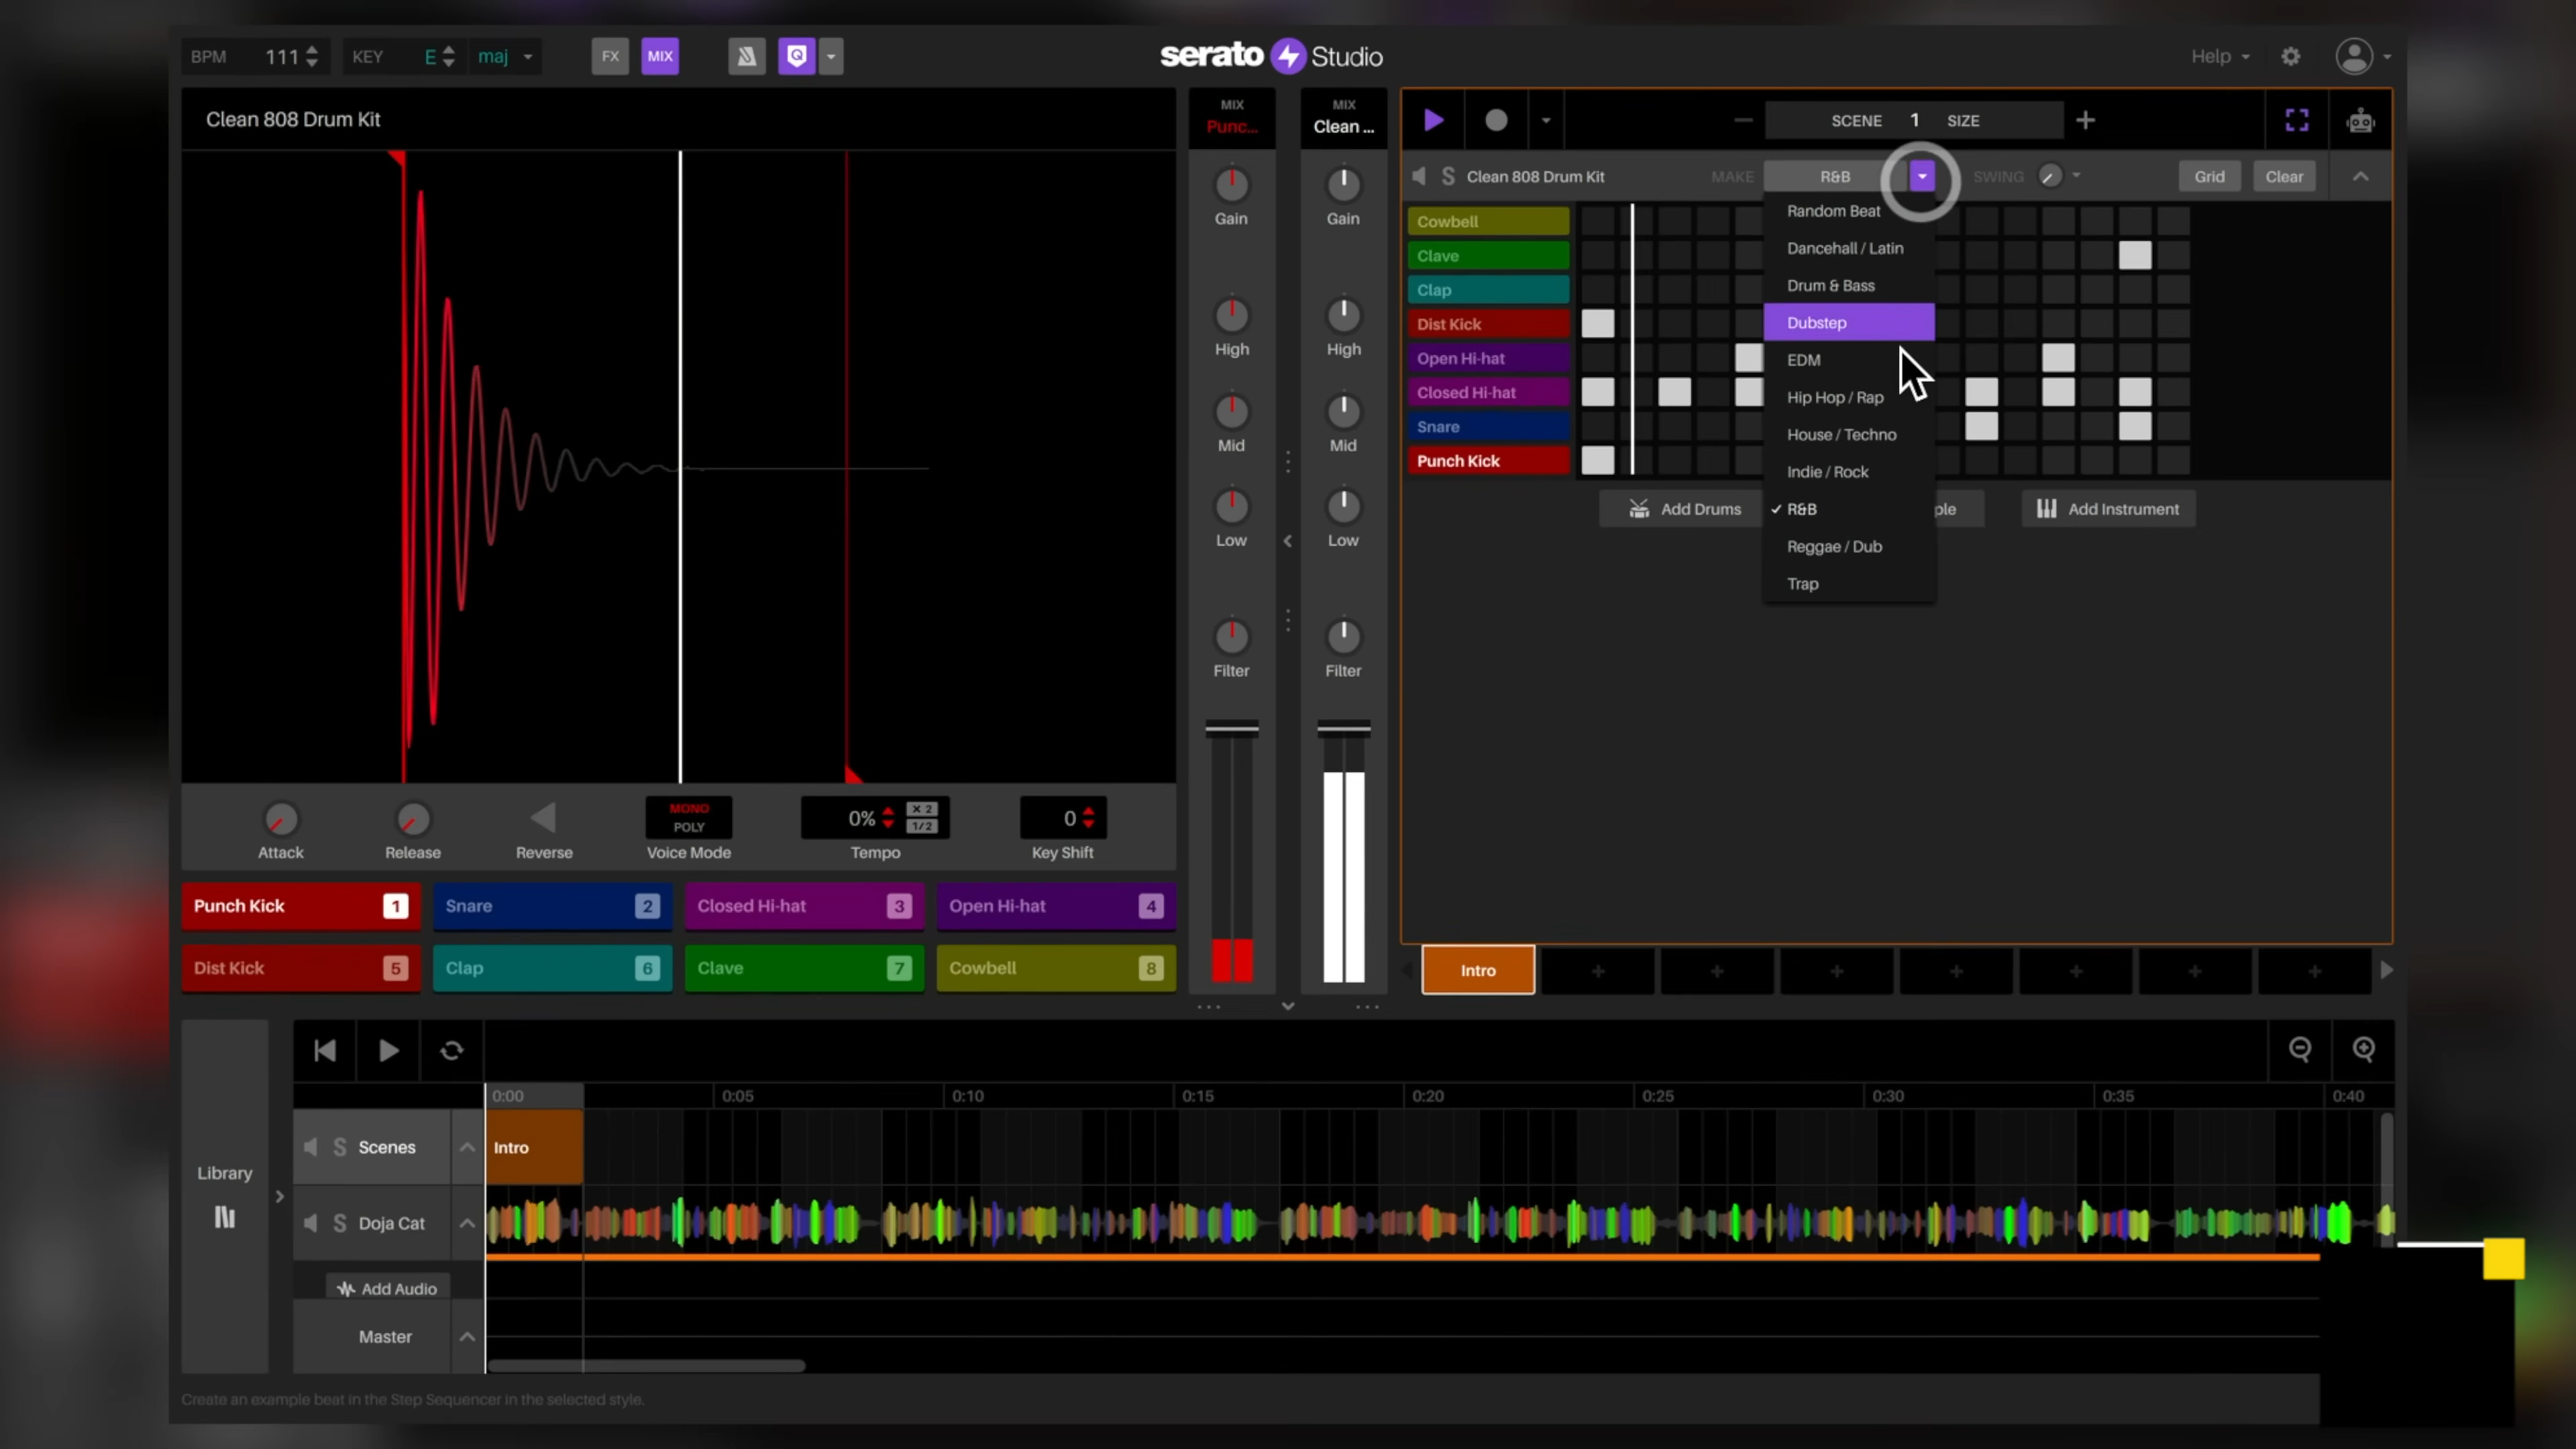 BPM 111 KEY E maj FX MIX serato Studio Help
Clean 808 Drum Kit
MIX
Punc...
Gain
High
Mid
Low
Filter
MIX
Clean ...
Gain
High
Mid
Low
Filter
SCENE 1 SIZE
S Clean 808 Drum Kit MAKE R&B SWING Grid Clear
Cowbell
Clave
Clap
Dist Kick
Open Hi-hat
Closed Hi-hat
Snare
Punch Kick
Random Beat
Dancehall / Latin
Drum & Bass
Dubstep
EDM
Hip Hop / Rap
House / Techno
Indie / Rock
R&B
Reggae / Dub
Trap
Add Drums ple Add Instrument
MONO
POLY
0% x 2
1/2
0
Attack Release Reverse Voice Mode Tempo Key Shift
Punch Kick 1 Snare 2 Closed Hi-hat 3 Open Hi-hat 4
Dist Kick 5 Clap 6 Clave 7 Cowbell 8
Intro
0:00 0:05 0:10 0:15 0:20 0:25 0:30 0:35 0:40
Library
S Scenes Intro
S Doja Cat
Add Audio
Master
Create an example beat in the Step Sequencer in the selected style.